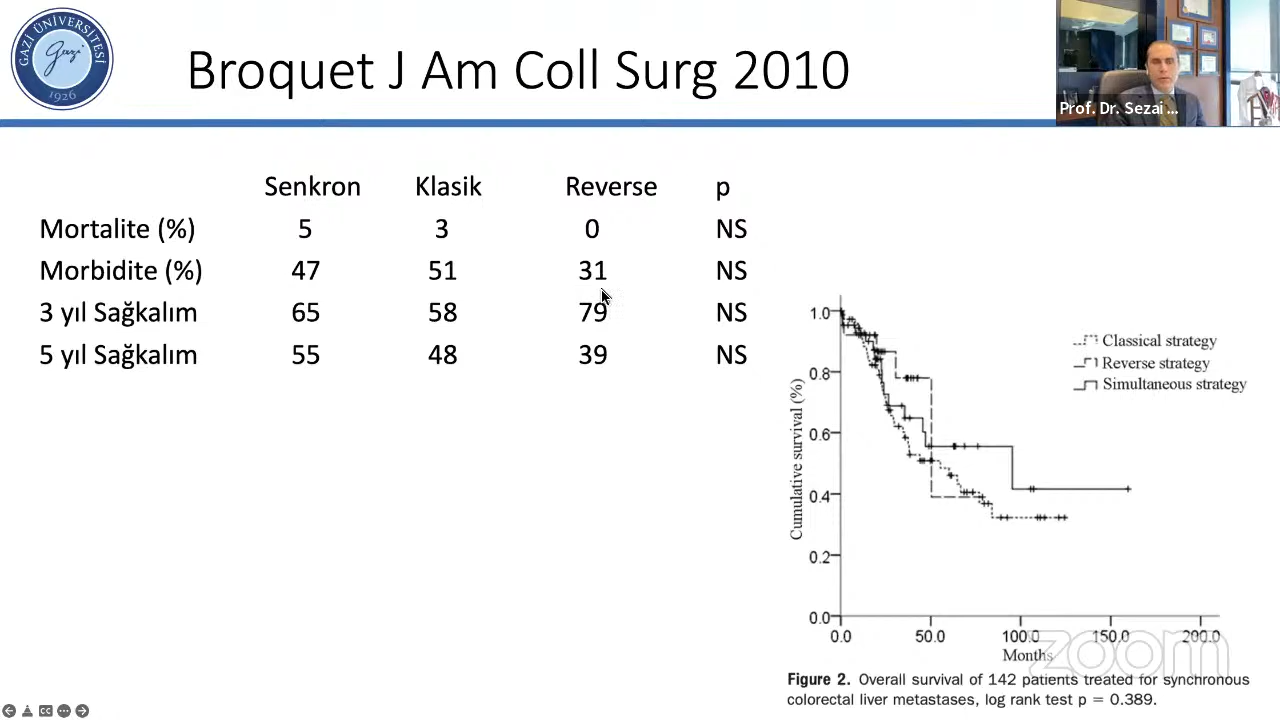 GAZİ ÜNİVERSİTESİ
Gazi
1926
Broquet J Am Coll Surg 2010
Prof. Dr. Sezai ...
Senkron Klasik Reverse p
Mortalite (%) 5 3 0 NS
Morbidite (%) 47 51 31 NS
3 yıl Sağkalım 65 58 79 NS
5 yıl Sağkalım 55 48 39 NS
Cumulative survival (%)
1.0
0.8
0.6
0.4
0.2
0.0
Classical strategy
Reverse strategy
Simultaneous strategy
0.0 50.0 100.0 150.0 200.0
Months
zoom
Figure 2. Overall survival of 142 patients treated for synchronous
colorectal liver metastases, log rank test p = 0.389.
CC